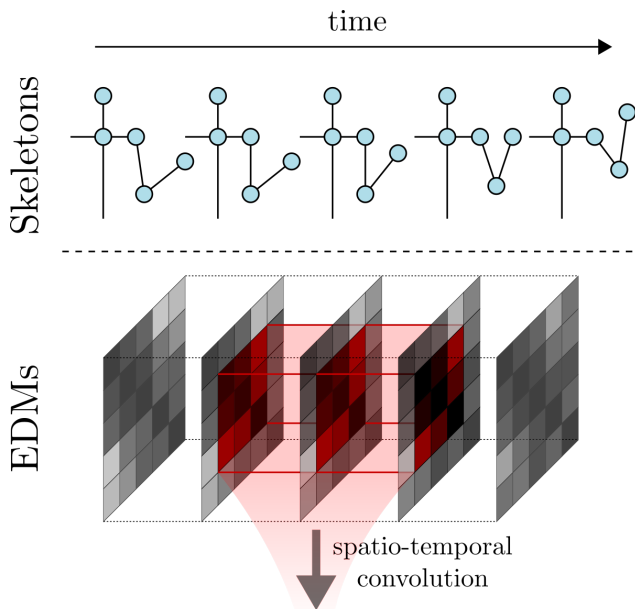 time
Skeletons
EDMs
spatio-temporal
convolution